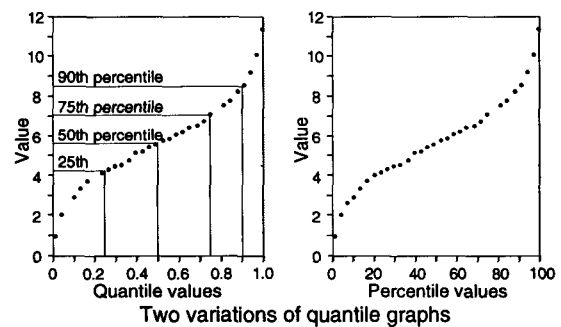 12
10
8
6
4
2
0
Value
90th percentile
75th percentile
50th percentile
25th
0 0.2 0.4 0.6 0.8 1.0
Quantile values
12
10
8
6
4
2
0
Value
0 20 40 60 80 100
Percentile values
Two variations of quantile graphs